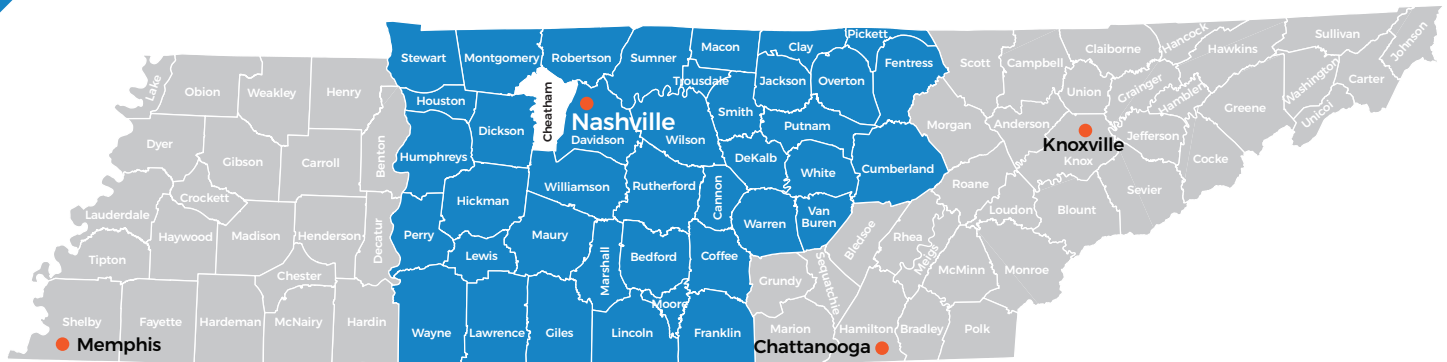 Stewart
Montgomery
Robertson
Sumner
Macon
Clay
Pickett
Fentress
Scott
Campbell
Claiborne
Hancock
Hawkins
Sullivan
Johnson
Lake
Obion
Weakley
Henry
Houston
Cheatham
Trousdale
Jackson
Overton
Union
Grainger
Hamblen
Washington
Carter
Unicoi
Greene
Dyer
Gibson
Carroll
Benton
Humphreys
Dickson
Nashville
Davidson
Wilson
Smith
Putnam
Morgan
Anderson
Knoxville
Knox
Jefferson
Cocke
Crockett
Lauderdale
Haywood
Madison
Henderson
Decatur
Perry
Hickman
Williamson
Rutherford
Cannon
DeKalb
White
Cumberland
Roane
Loudon
Blount
Sevier
Tipton
Chester
Lewis
Maury
Marshall
Bedford
Coffee
Warren
Van
Buren
Bledsoe
Rhea
Meigs
McMinn
Monroe
Grundy
Sequatchie
Shelby
Fayette
Hardeman
McNairy
Hardin
Wayne
Lawrence
Giles
Lincoln
Moore
Franklin
Marion
Hamilton
Bradley
Polk
Memphis
Chattanooga